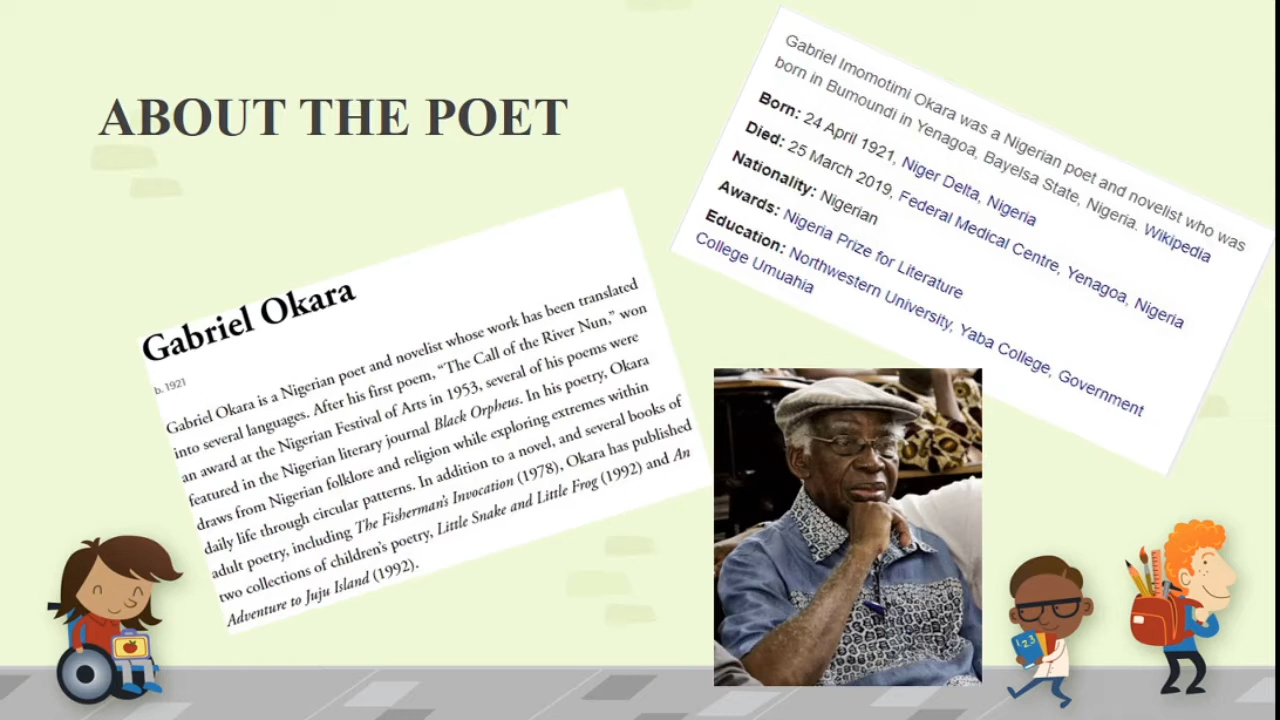 ABOUT THE POET
Gabriel Imomotimi Okara was a Nigerian poet and novelist who was
born in Bumoundi in Yenagoa, Bayelsa State, Nigeria. Wikipedia
Born: 24 April 1921, Niger Delta, Nigeria
Died: 25 March 2019, Federal Medical Centre, Yenagoa, Nigeria
Nationality: Nigerian
Awards: Nigeria Prize for Literature
Education: Northwestern University, Yaba College, Government
College Umuahia
Gabriel Okara
b. 1921
Gabriel Okara is a Nigerian poet and novelist whose work has been translated
into several languages. After his first poem, “The Call of the River Nun,” won
an award at the Nigerian Festival of Arts in 1953, several of his poems were
featured in the Nigerian literary journal Black Orpheus. In his poetry, Okara
draws from Nigerian folklore and religion while exploring extremes within
daily life through circular patterns. In addition to a novel, and several books of
adult poetry, including The Fisherman's Invocation (1978), Okara has published
two collections of children's poetry, Little Snake and Little Frog (1992) and An
Adventure to Juju Island (1992).
1 2 3